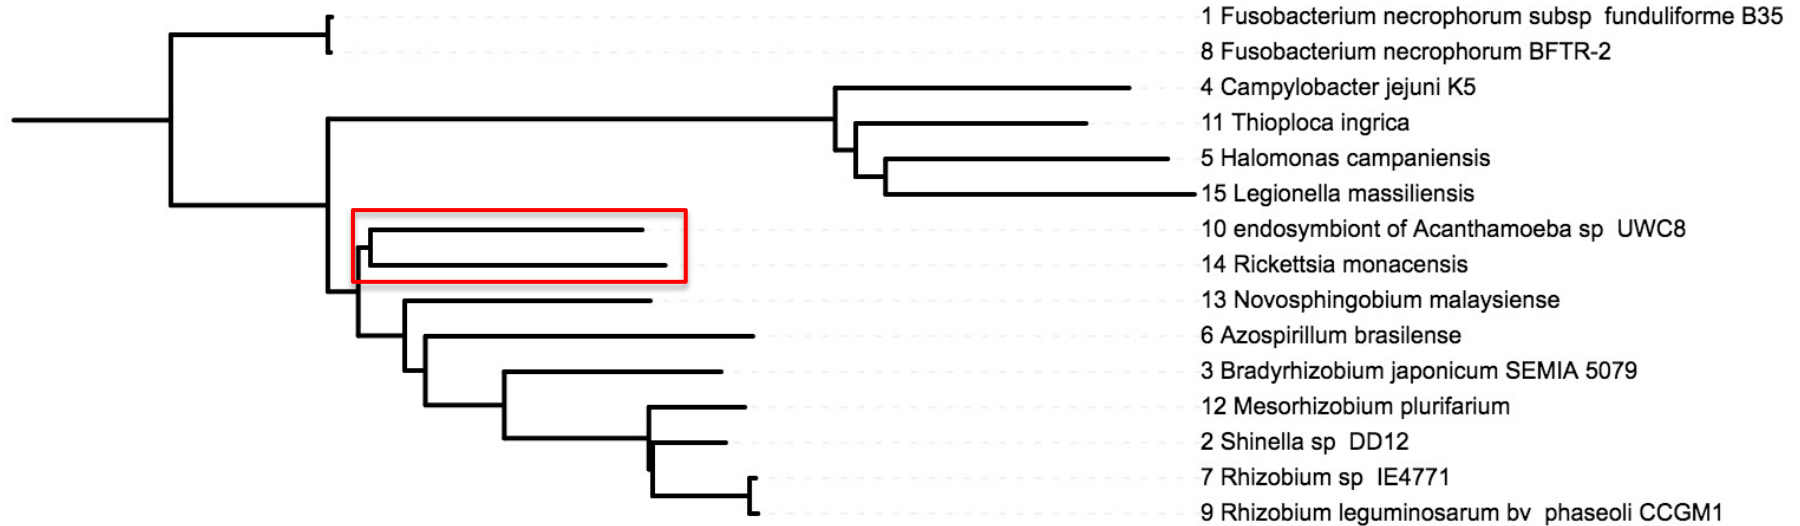 1 Fusobacterium necrophorum subsp funduliforme B35
8 Fusobacterium necrophorum BFTR-2
4 Campylobacter jejuni K5
11 Thioploca ingrica
5 Halomonas campaniensis
15 Legionella massiliensis
10 endosymbiont of Acanthamoeba sp UWC8
14 Rickettsia monacensis
13 Novosphingobium malaysiense
6 Azospirillum brasilense
3 Bradyrhizobium japonicum SEMIA 5079
12 Mesorhizobium plurifarium
2 Shinella sp DD12
7 Rhizobium sp IE4771
9 Rhizobium leguminosarum bv phaseoli CCGM1